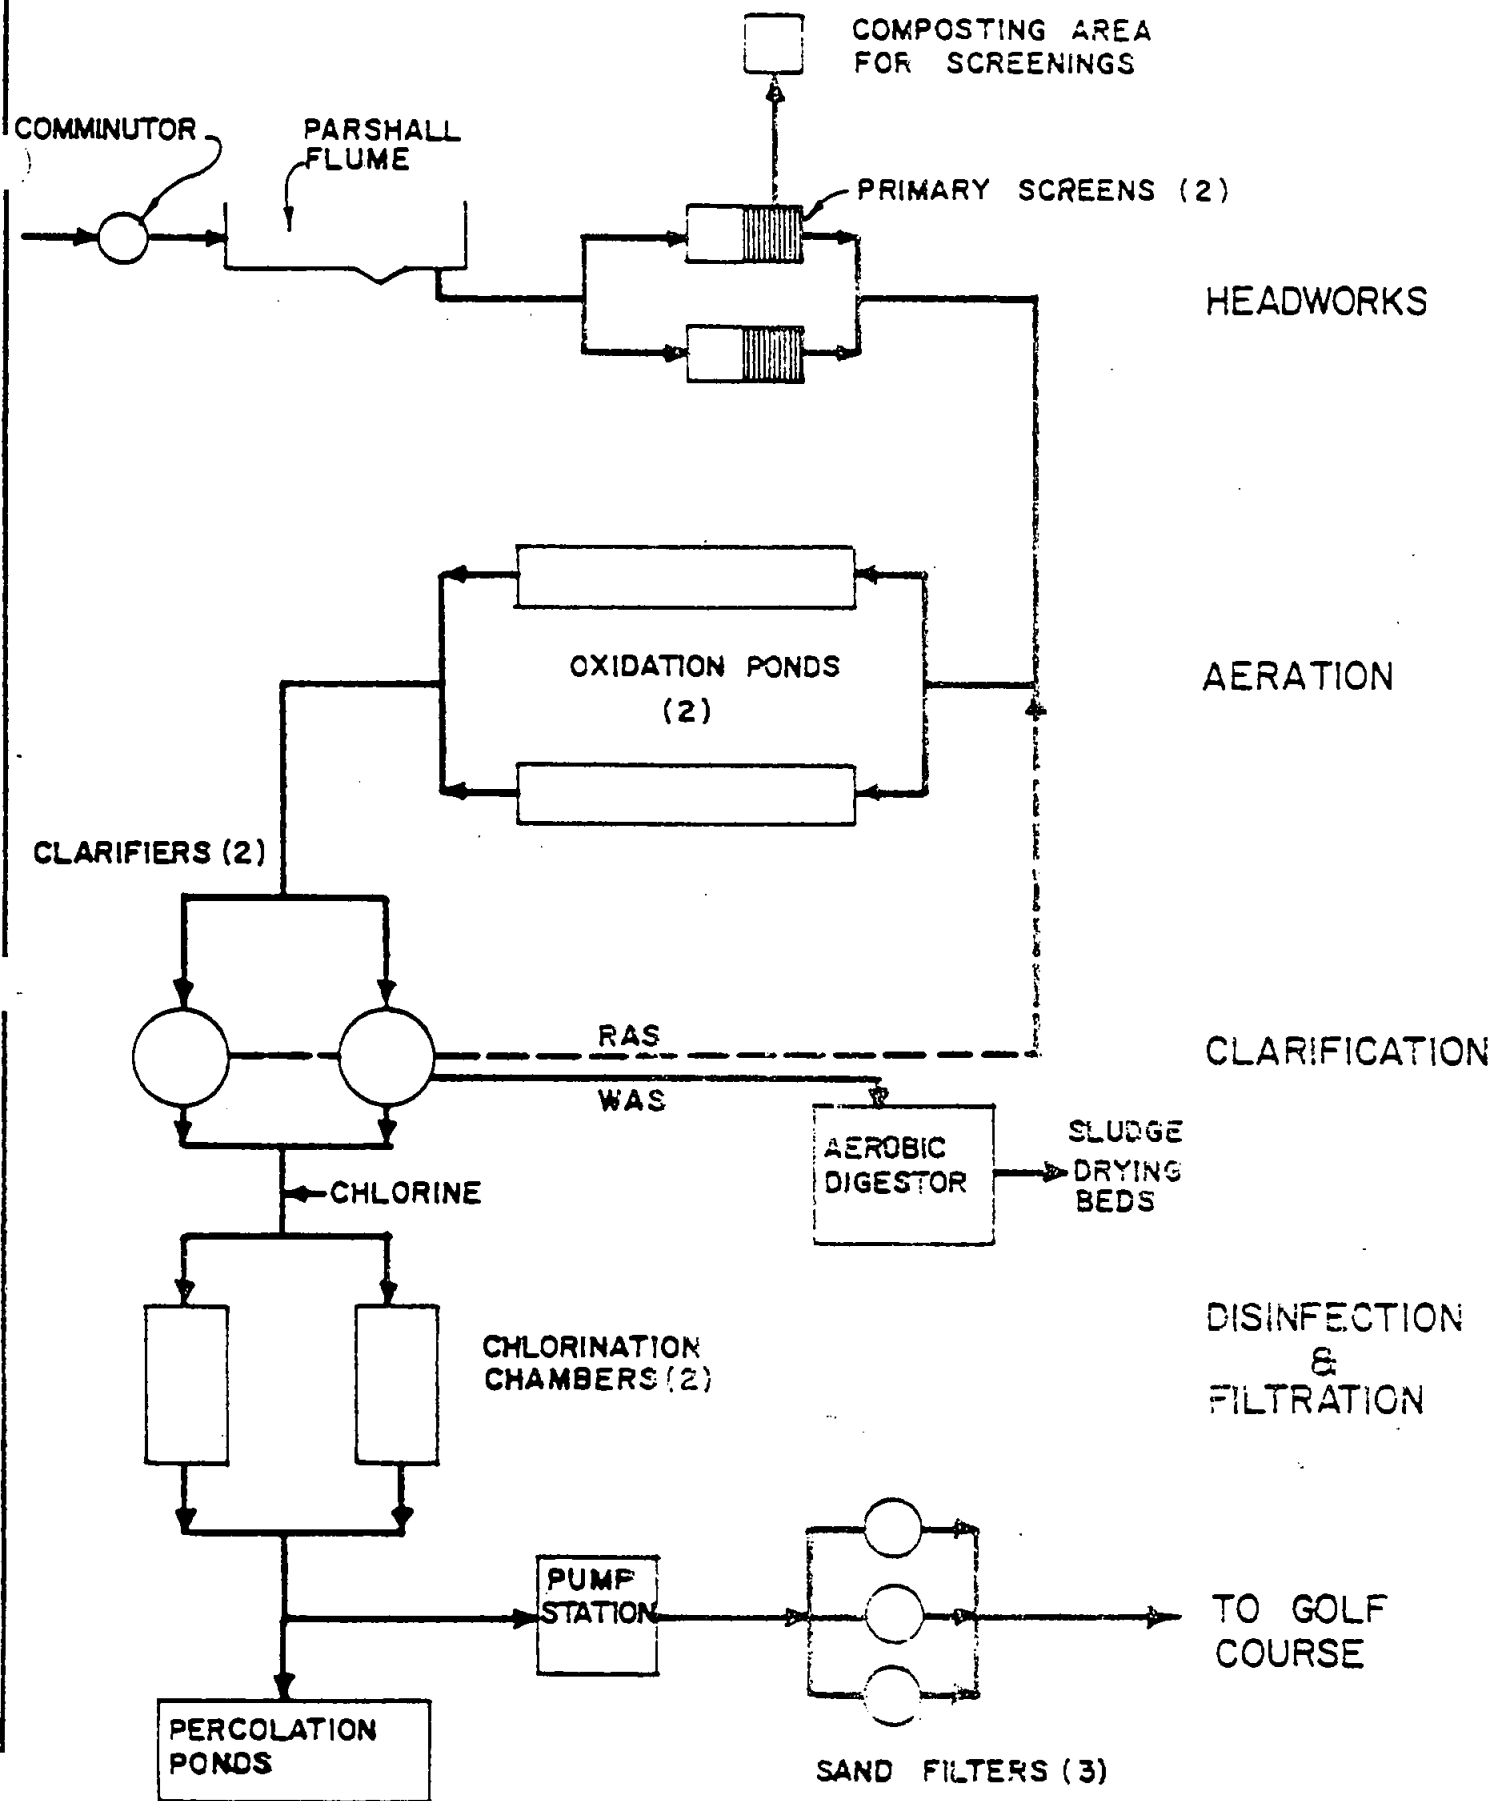 COMPOSTING AREA
FOR SCREENINGS
COMMINUTOR
PARSHALL
FLUME
PRIMARY SCREENS (2)
HEADWORKS
OXIDATION PONDS
(2)
AERATION
CLARIFIERS (2)
RAS
WAS
CLARIFICATION
AEROBIC
DIGESTOR
SLUDGE
DRYING
BEDS
CHLORINE
CHLORINATION
CHAMBERS (2)
DISINFECTION
&
FILTRATION
PUMP
STATION
TO GOLF
COURSE
PERCOLATION
PONDS
SAND FILTERS (3)